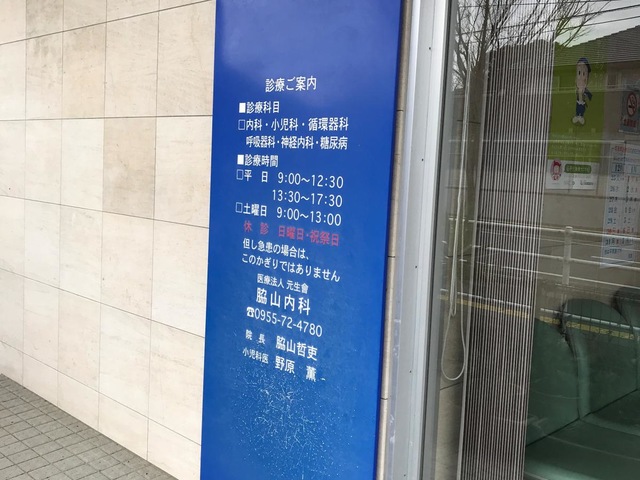 診療ご案内
■診療科目
□内科・小児科・循環器科
呼吸器科・神経内科・糖尿病
■診療時間
□平 日 9:00〜12:30
13:30〜17:30
□土曜日 9:00〜13:00
休 診 日曜日・祝祭日
但し急患の場合は、
このかぎりではありません
医療法人 元生會
脇山内科
☎0955-72-4780
院 長 脇山哲吏
小児科医 野原 薫